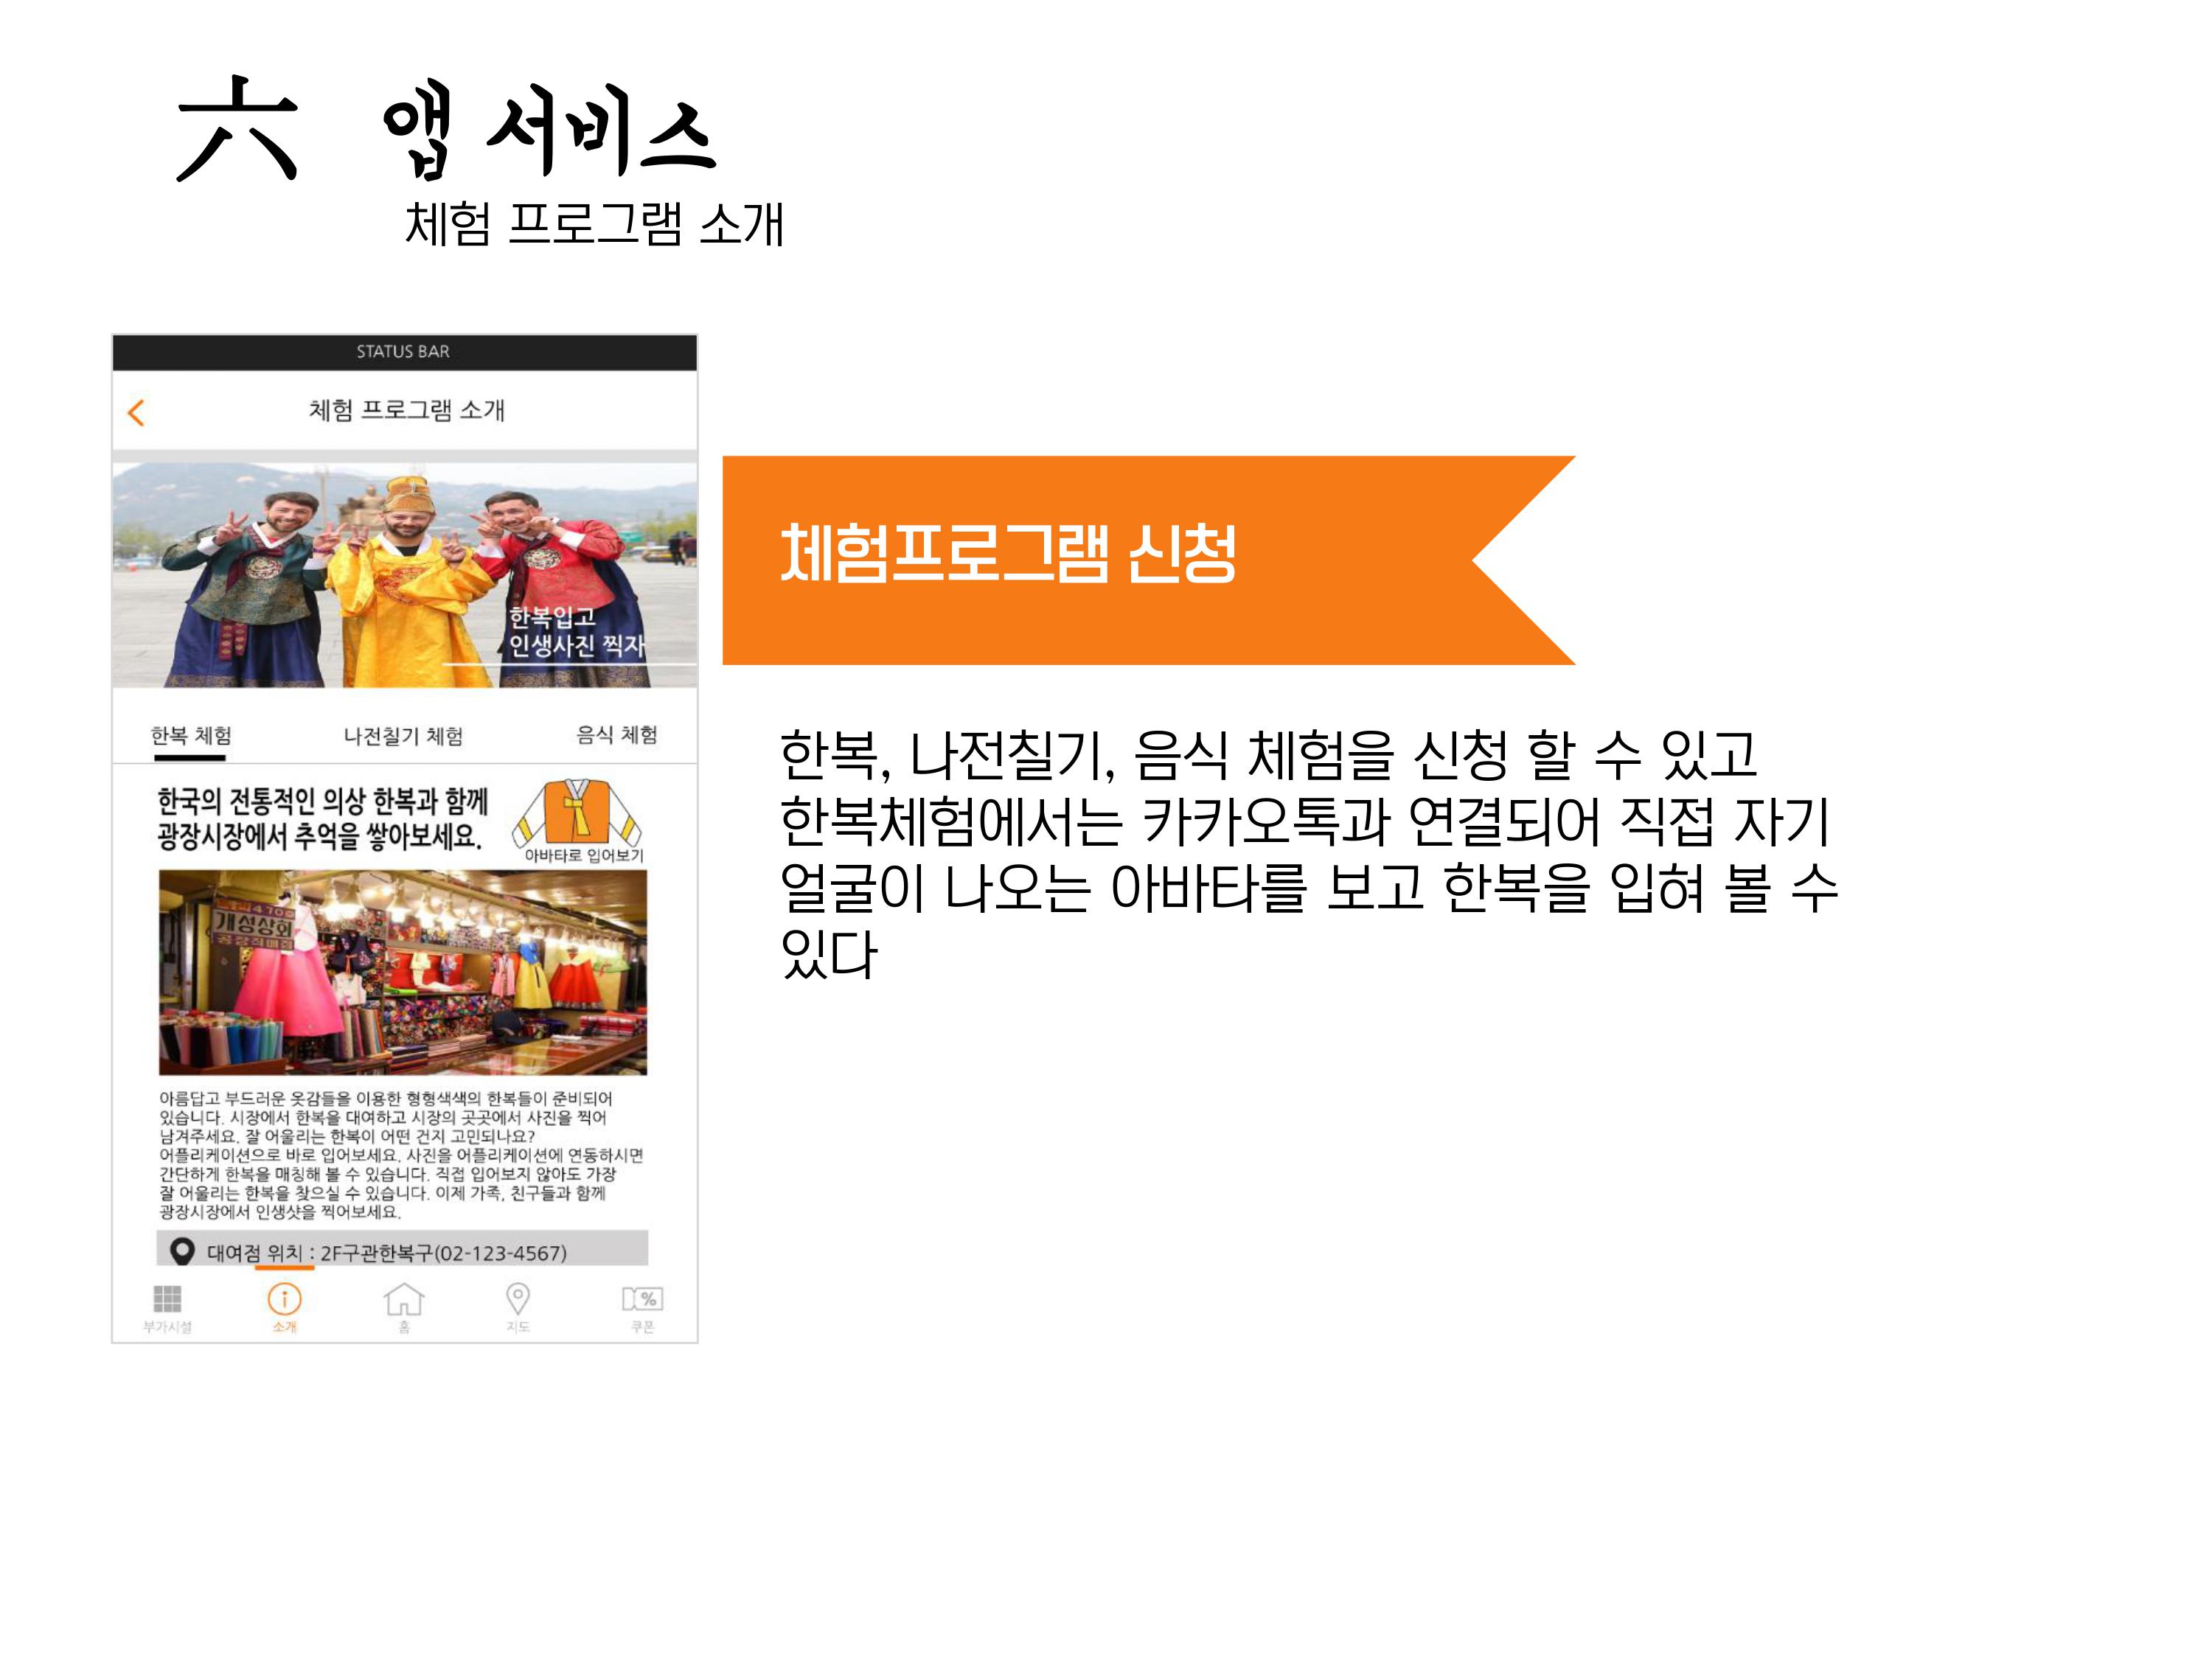 六 앱 서비스
체험 프로그램 소개
STATUS BAR
체험 프로그램 소개
한복입고
인생사진 찍자
한복 체험 나전칠기 체험 음식 체험
한국의 전통적인 의상 한복과 함께
광장시장에서 추억을 쌓아보세요.
아바타로 입어보기
개성상회
아름답고 부드러운 옷감들을 이용한 형형색색의 한복들이 준비되어
있습니다. 시장에서 한복을 대여하고 시장의 곳곳에서 사진을 찍어
남겨주세요. 잘 어울리는 한복이 어떤 건지 고민되나요?
어플리케이션으로 바로 입어보세요. 사진을 어플리케이션에 연동하시면
간단하게 한복을 매칭해 볼 수 있습니다. 직접 입어보지 않아도 가장
잘 어울리는 한복을 찾으실 수 있습니다. 이제 가족, 친구들과 함께
광장시장에서 인생샷을 찍어보세요.
대여점 위치 : 2F구관한복구(02-123-4567)
부가시설 소개 홈 지도 쿠폰
체험프로그램 신청
한복, 나전칠기, 음식 체험을 신청 할 수 있고
한복체험에서는 카카오톡과 연결되어 직접 자기
얼굴이 나오는 아바타를 보고 한복을 입혀 볼 수
있다